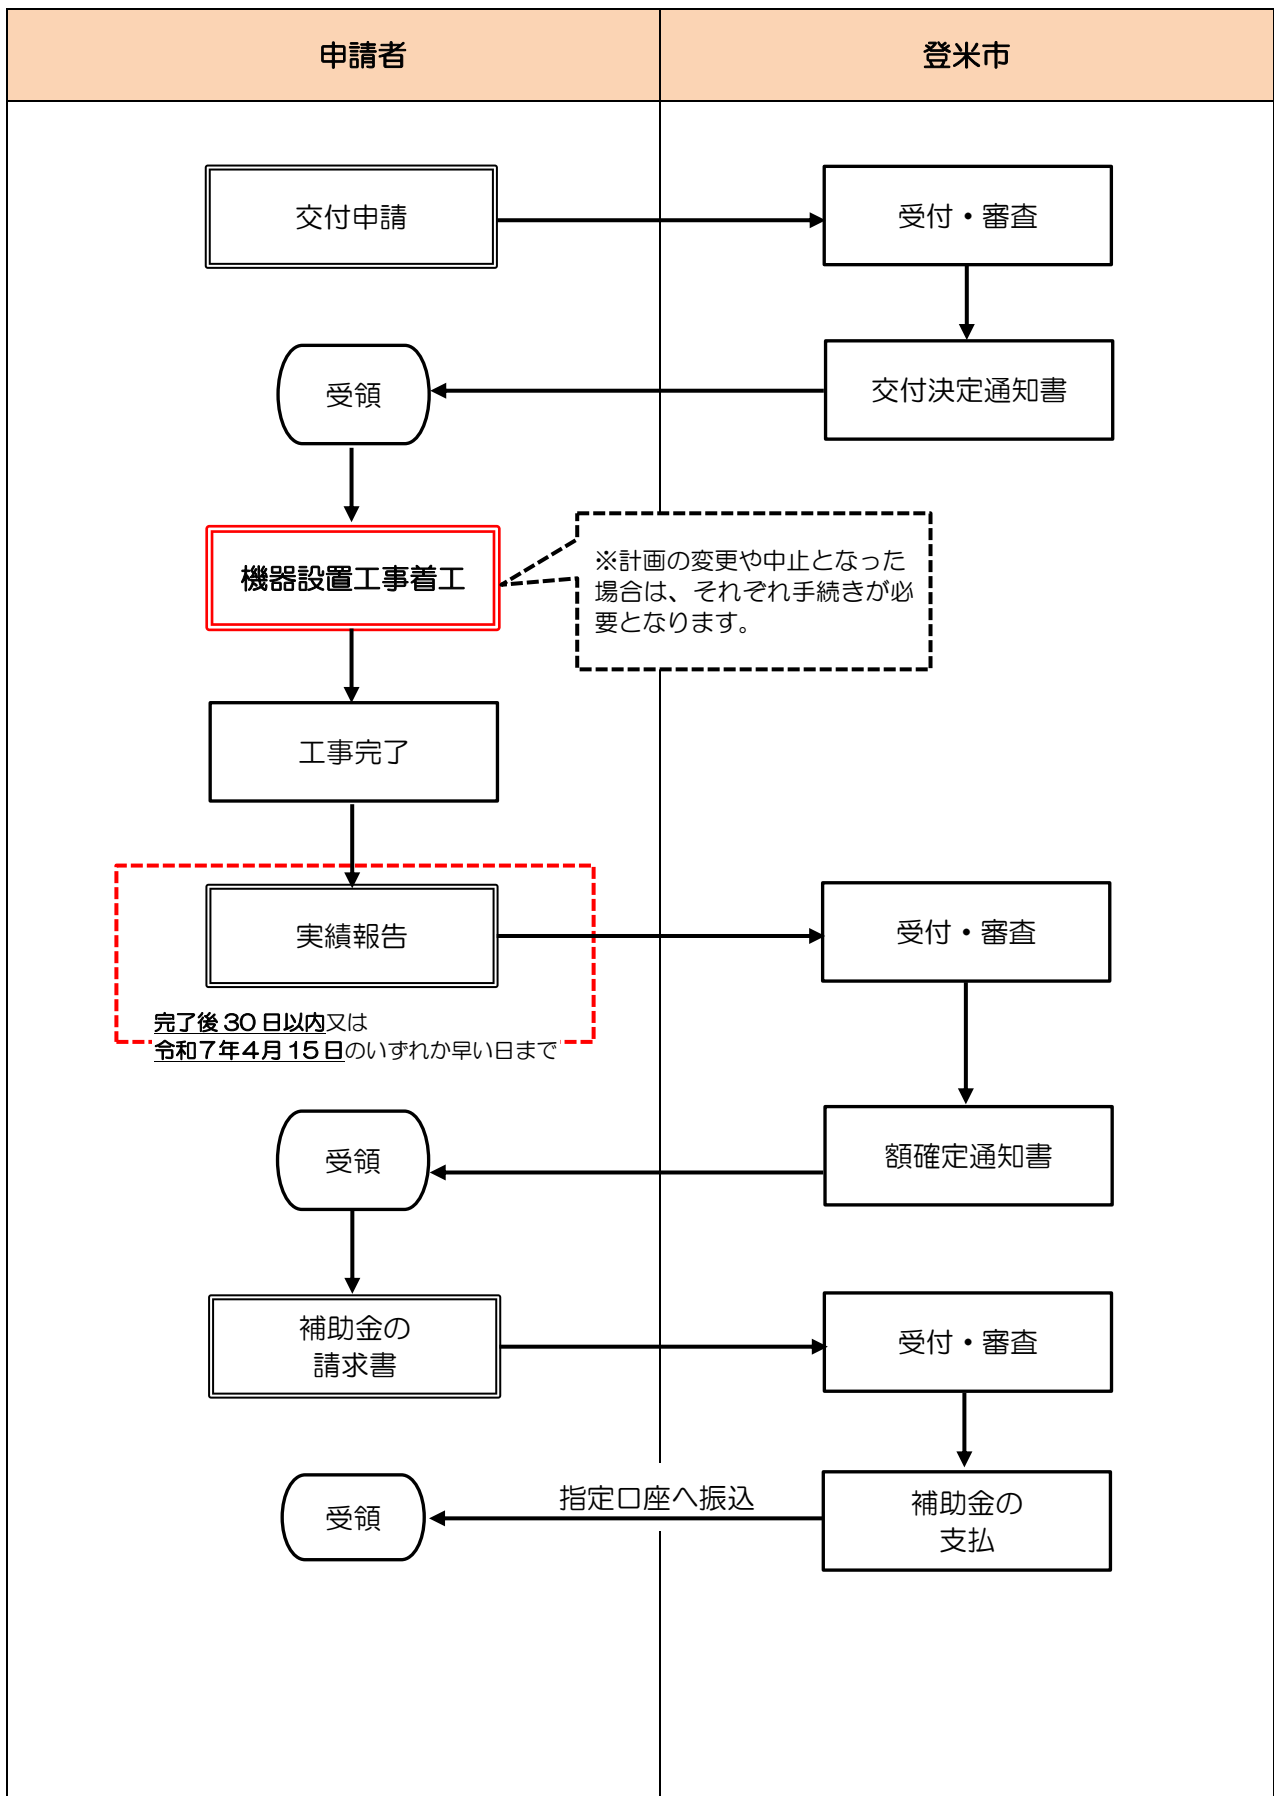 申請者
登米市
交付申請
受付・審査
交付決定通知書
受領
機器設置工事着工
※計画の変更や中止となった
場合は、それぞれ手続きが必
要となります。
工事完了
実績報告
受付・審査
完了後30日以内又は
令和7年4月15日のいずれか早い日まで
額確定通知書
受領
補助金の
請求書
受付・審査
指定口座へ振込
補助金の
支払
受領